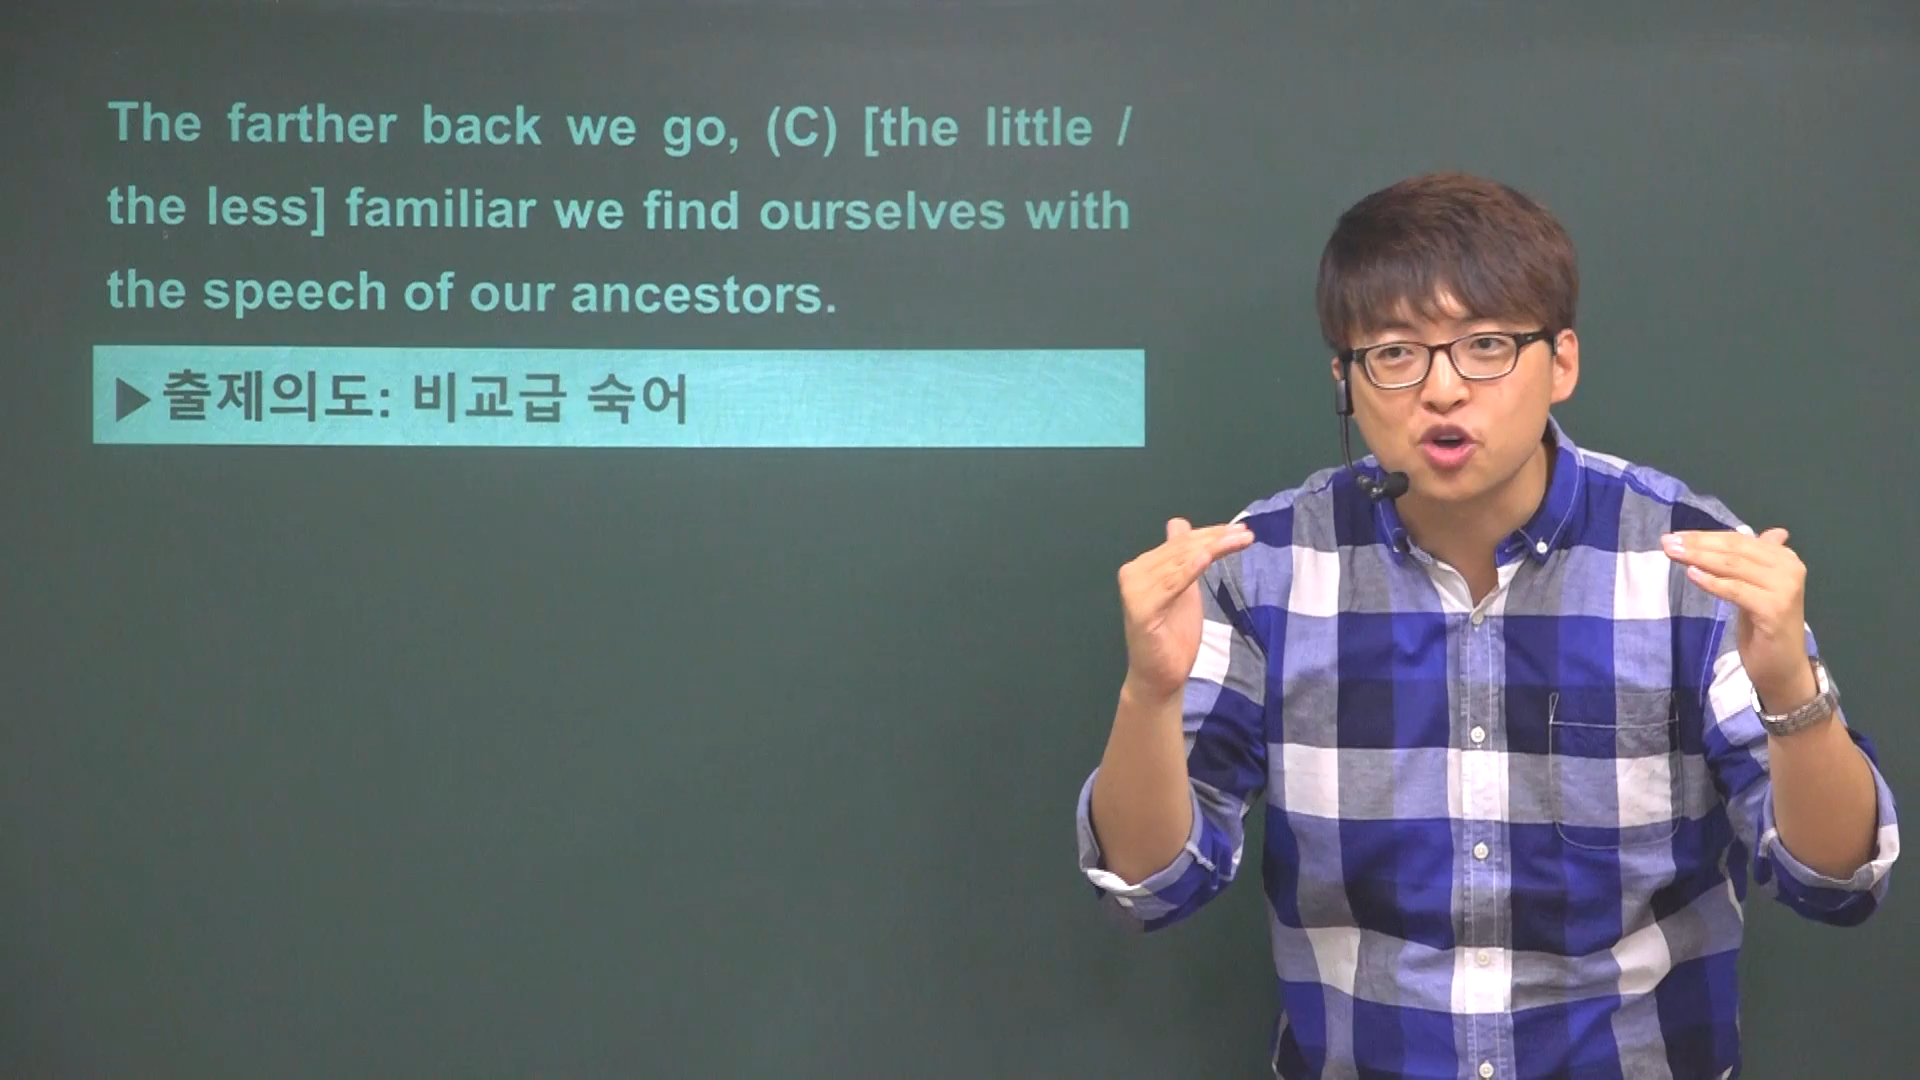 The farther back we go, (C) [the little /
the less] familiar we find ourselves with
the speech of our ancestors.
▶출제의도: 비교급 숙어